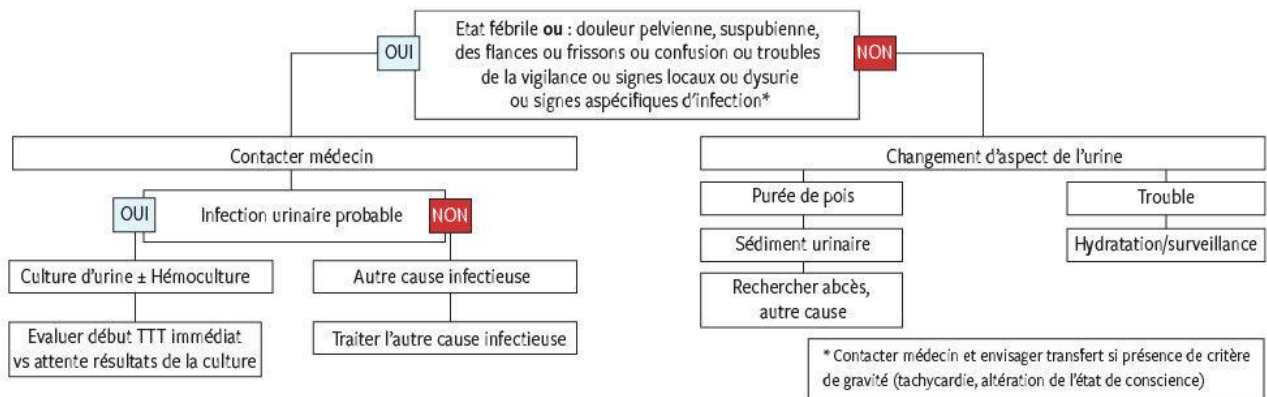 Etat fébrile ou : douleur pelvienne, suspubienne,
des flances ou frissons ou confusion ou troubles
de la vigilance ou signes locaux ou dysurie
ou signes aspécifiques d'infection*
OUI
NON
Contacter médecin
OUI
Infection urinaire probable
NON
Culture d'urine ± Hémoculture
Evaluer début TTT immédiat
vs attente résultats de la culture
Autre cause infectieuse
Traiter l'autre cause infectieuse
Changement d'aspect de l'urine
Purée de pois
Sédiment urinaire
Rechercher abcès,
autre cause
Trouble
Hydratation/surveillance
* Contacter médecin et envisager transfert si présence de critère
de gravité (tachycardie, altération de l'état de conscience)